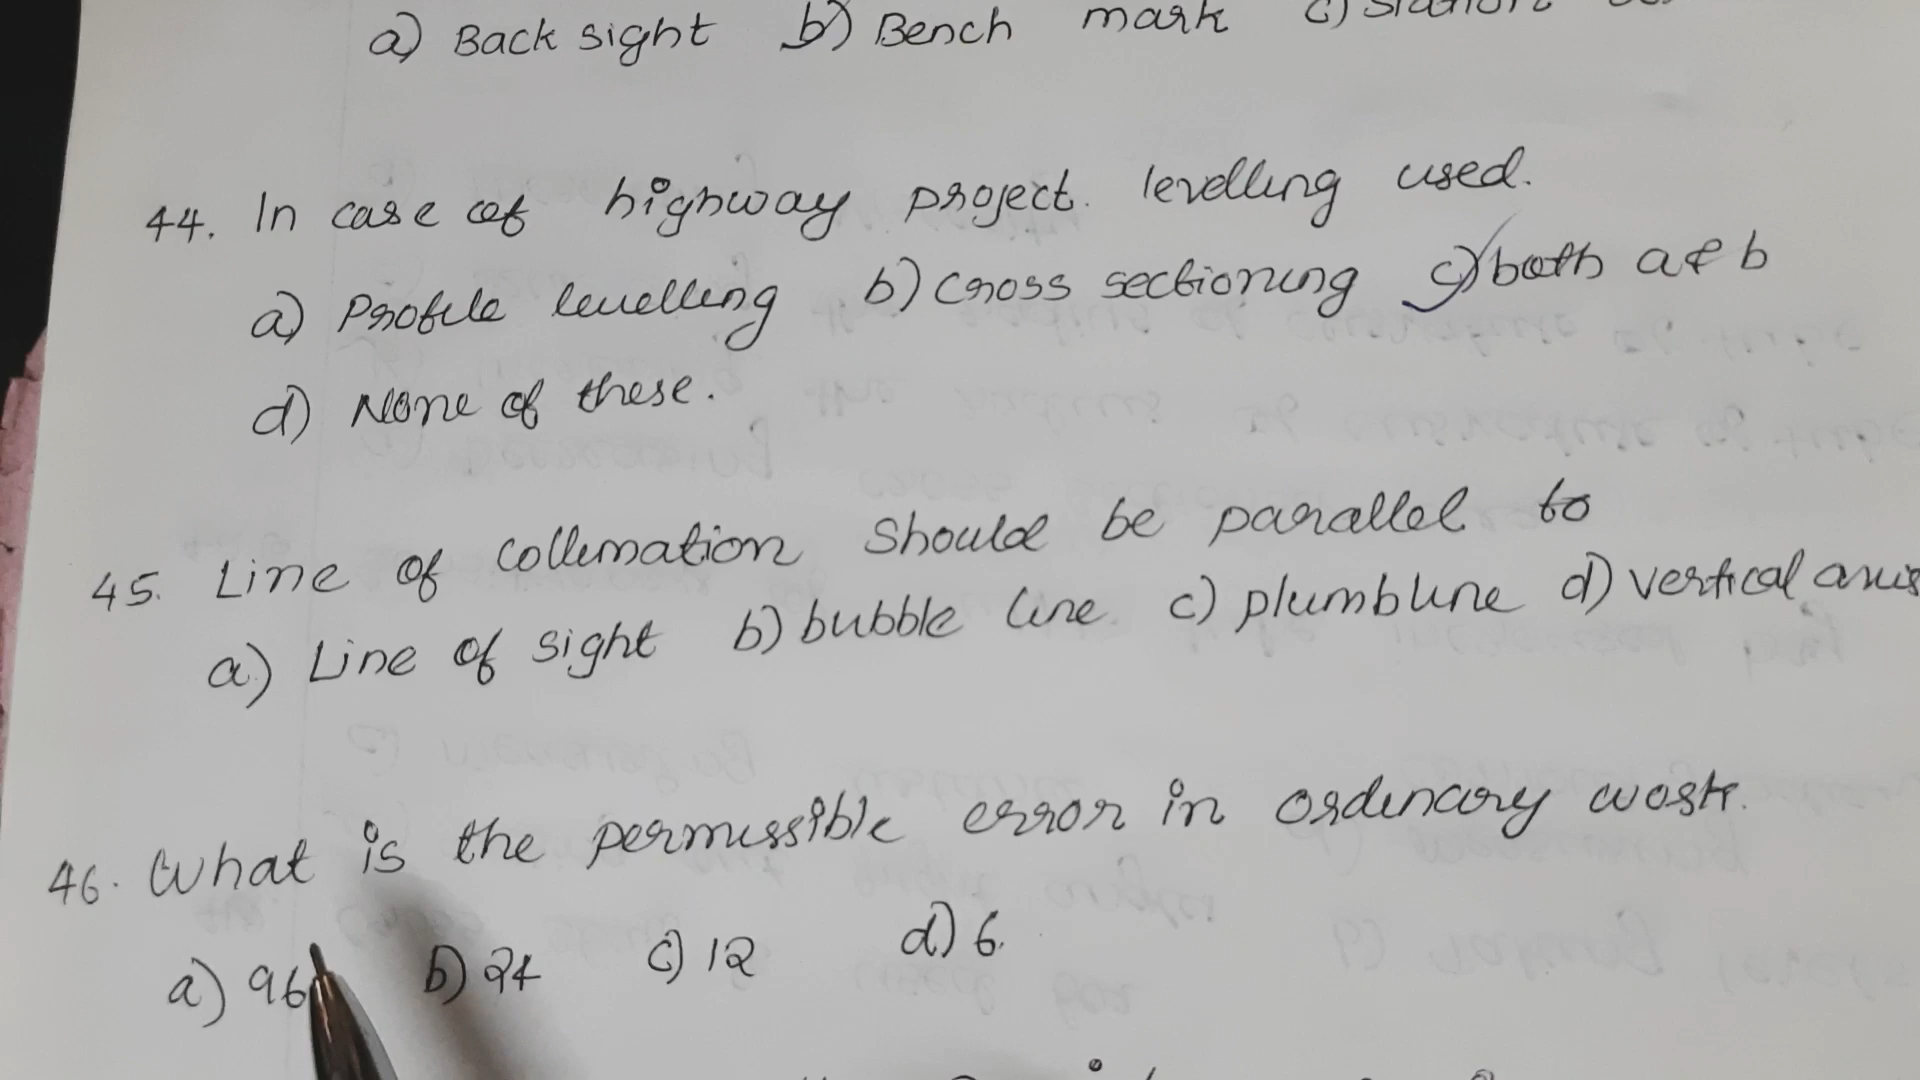 a) Back sight b) Bench mark c)
44. In case of highway project levelling used.
a) Profile levelling b) cross sectioning c) both a & b
d) None of these.
45. Line of collimation should be parallel to
a) Line of sight b) bubble line c) plumbline d) vertical axis
46. What is the permissible error in ordinary work.
a) 96 b) 24 c) 12 d) 6.